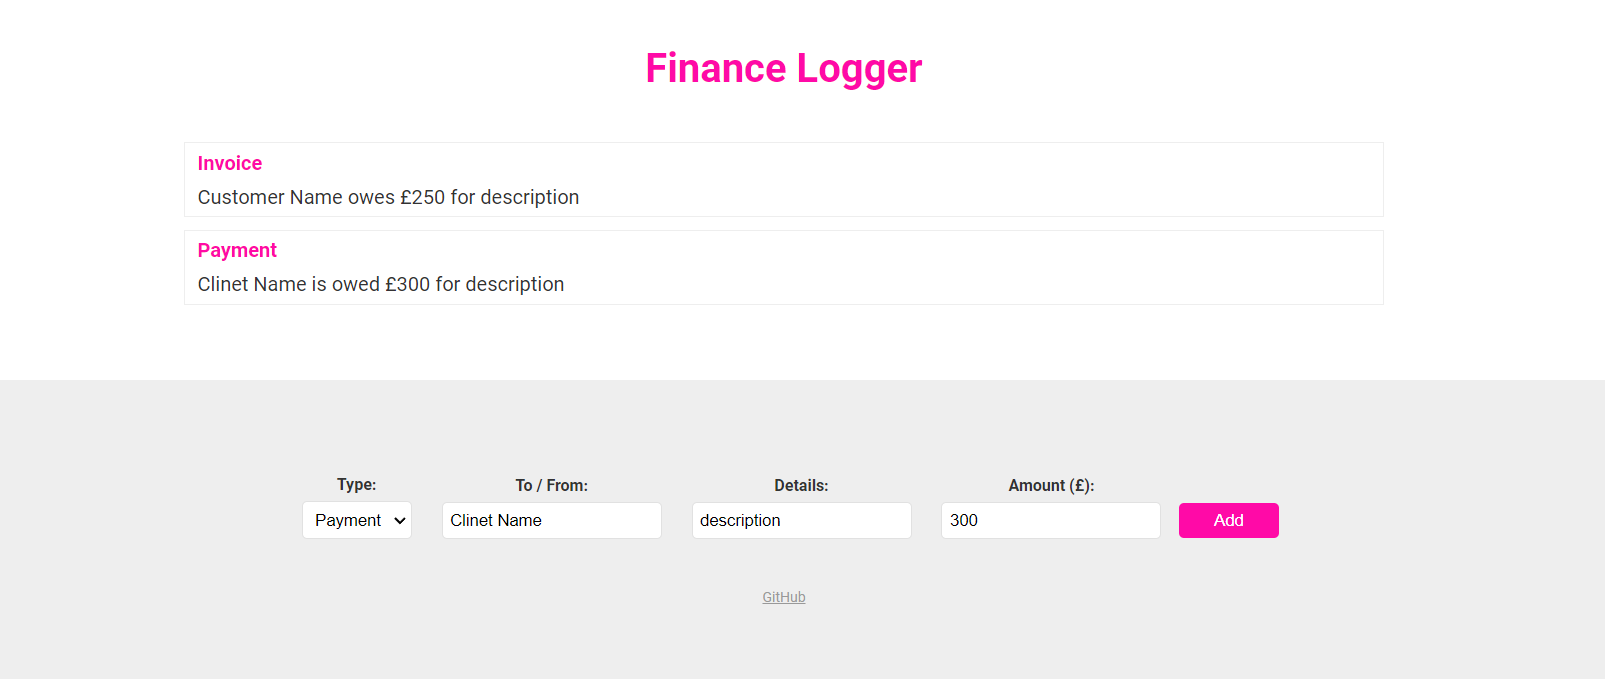 Finance Logger
Invoice
Customer Name owes £250 for description
Payment
Clinet Name is owed £300 for description
Type: To / From: Details: Amount (£):
Payment Clinet Name description 300 Add
GitHub